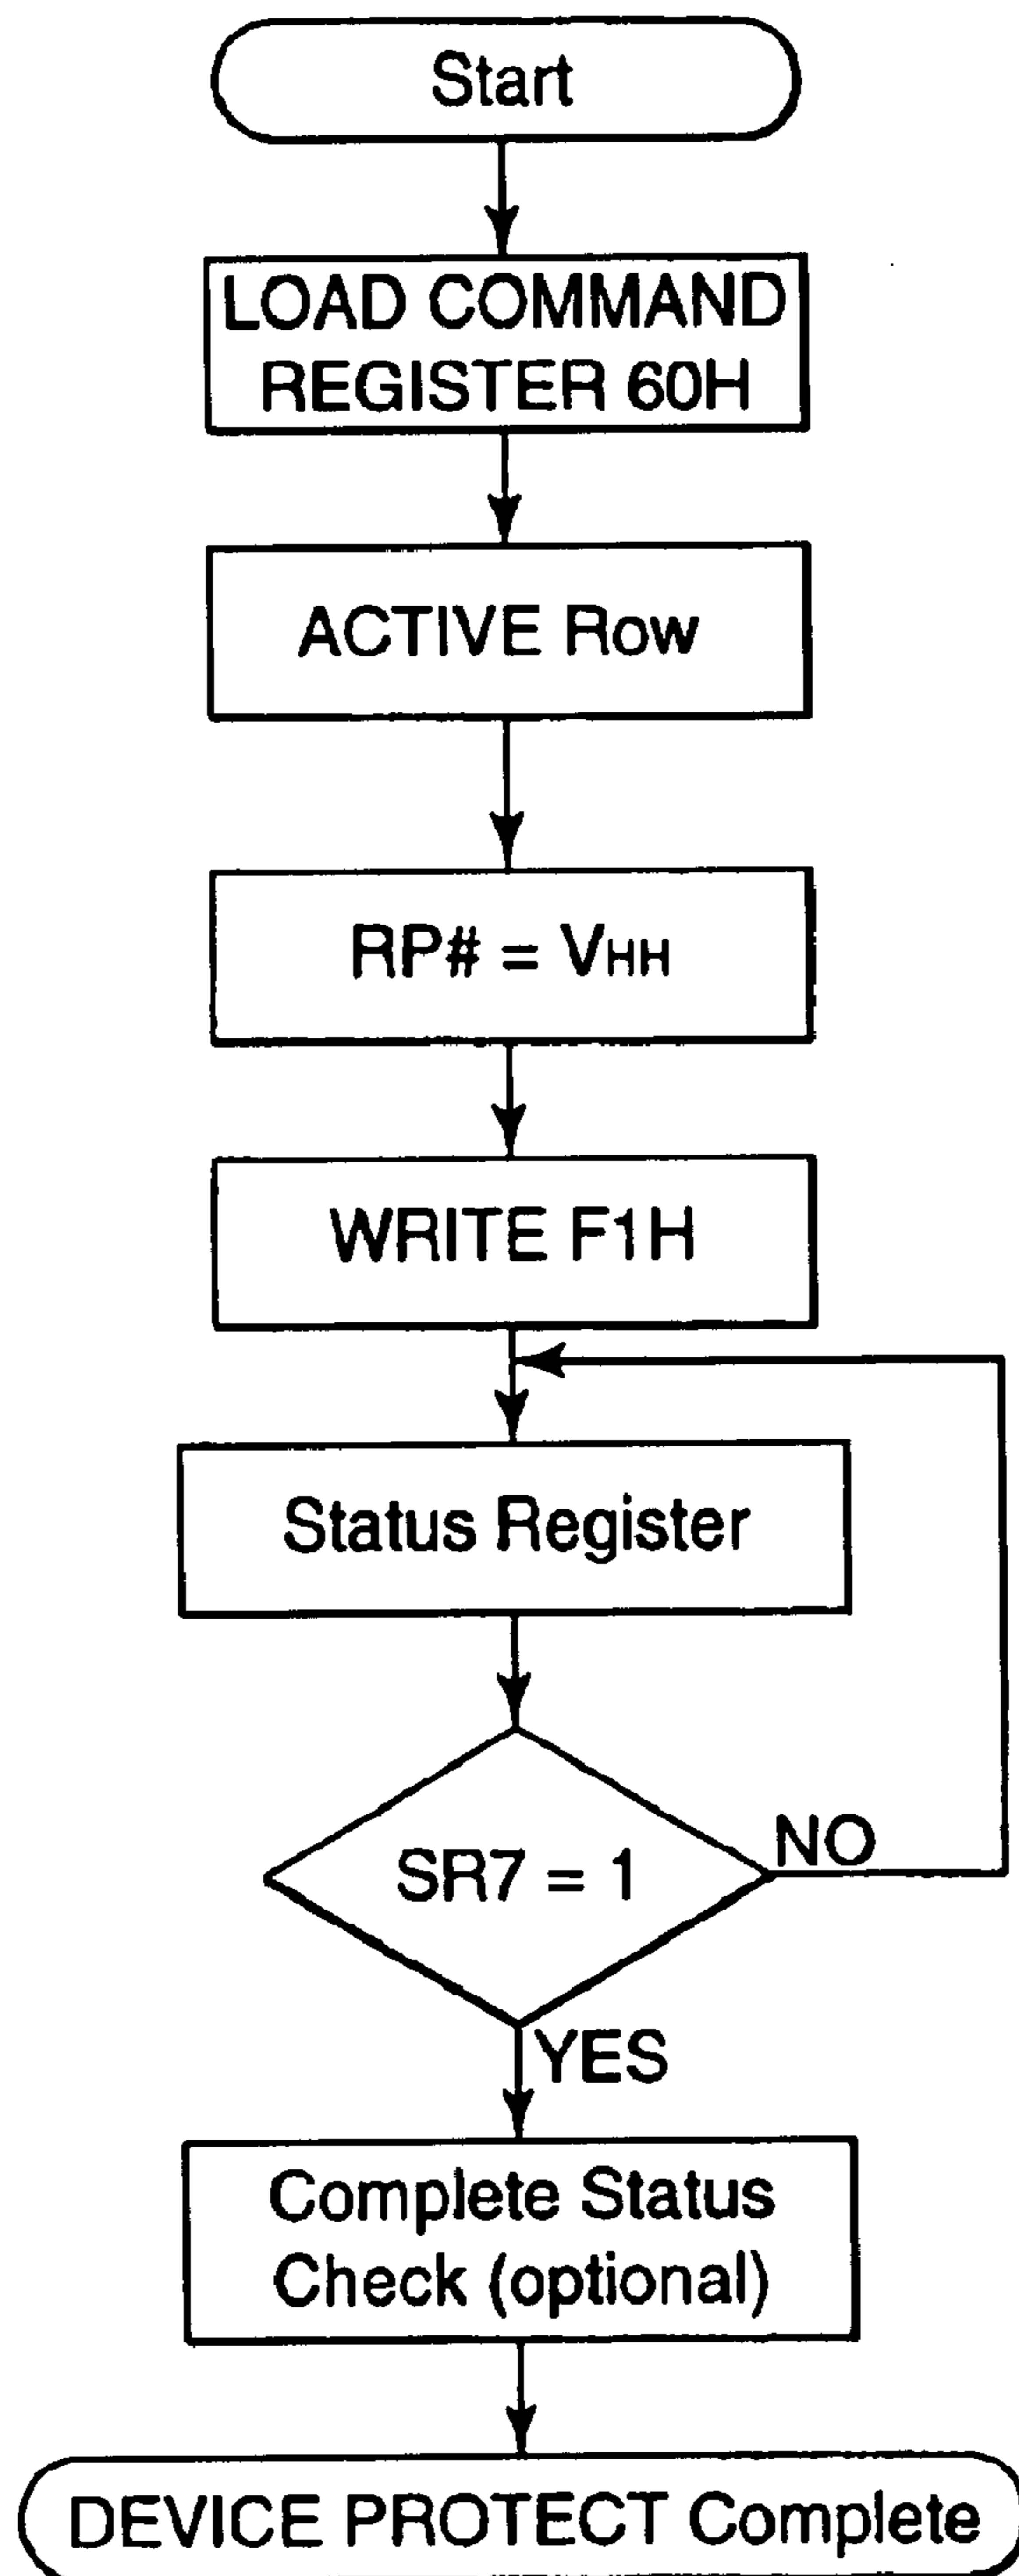 Start
LOAD COMMAND
REGISTER 60H
ACTIVE Row
RP# = VHH
WRITE F1H
Status Register
SR7 = 1
NO
YES
Complete Status
Check (optional)
DEVICE PROTECT Complete